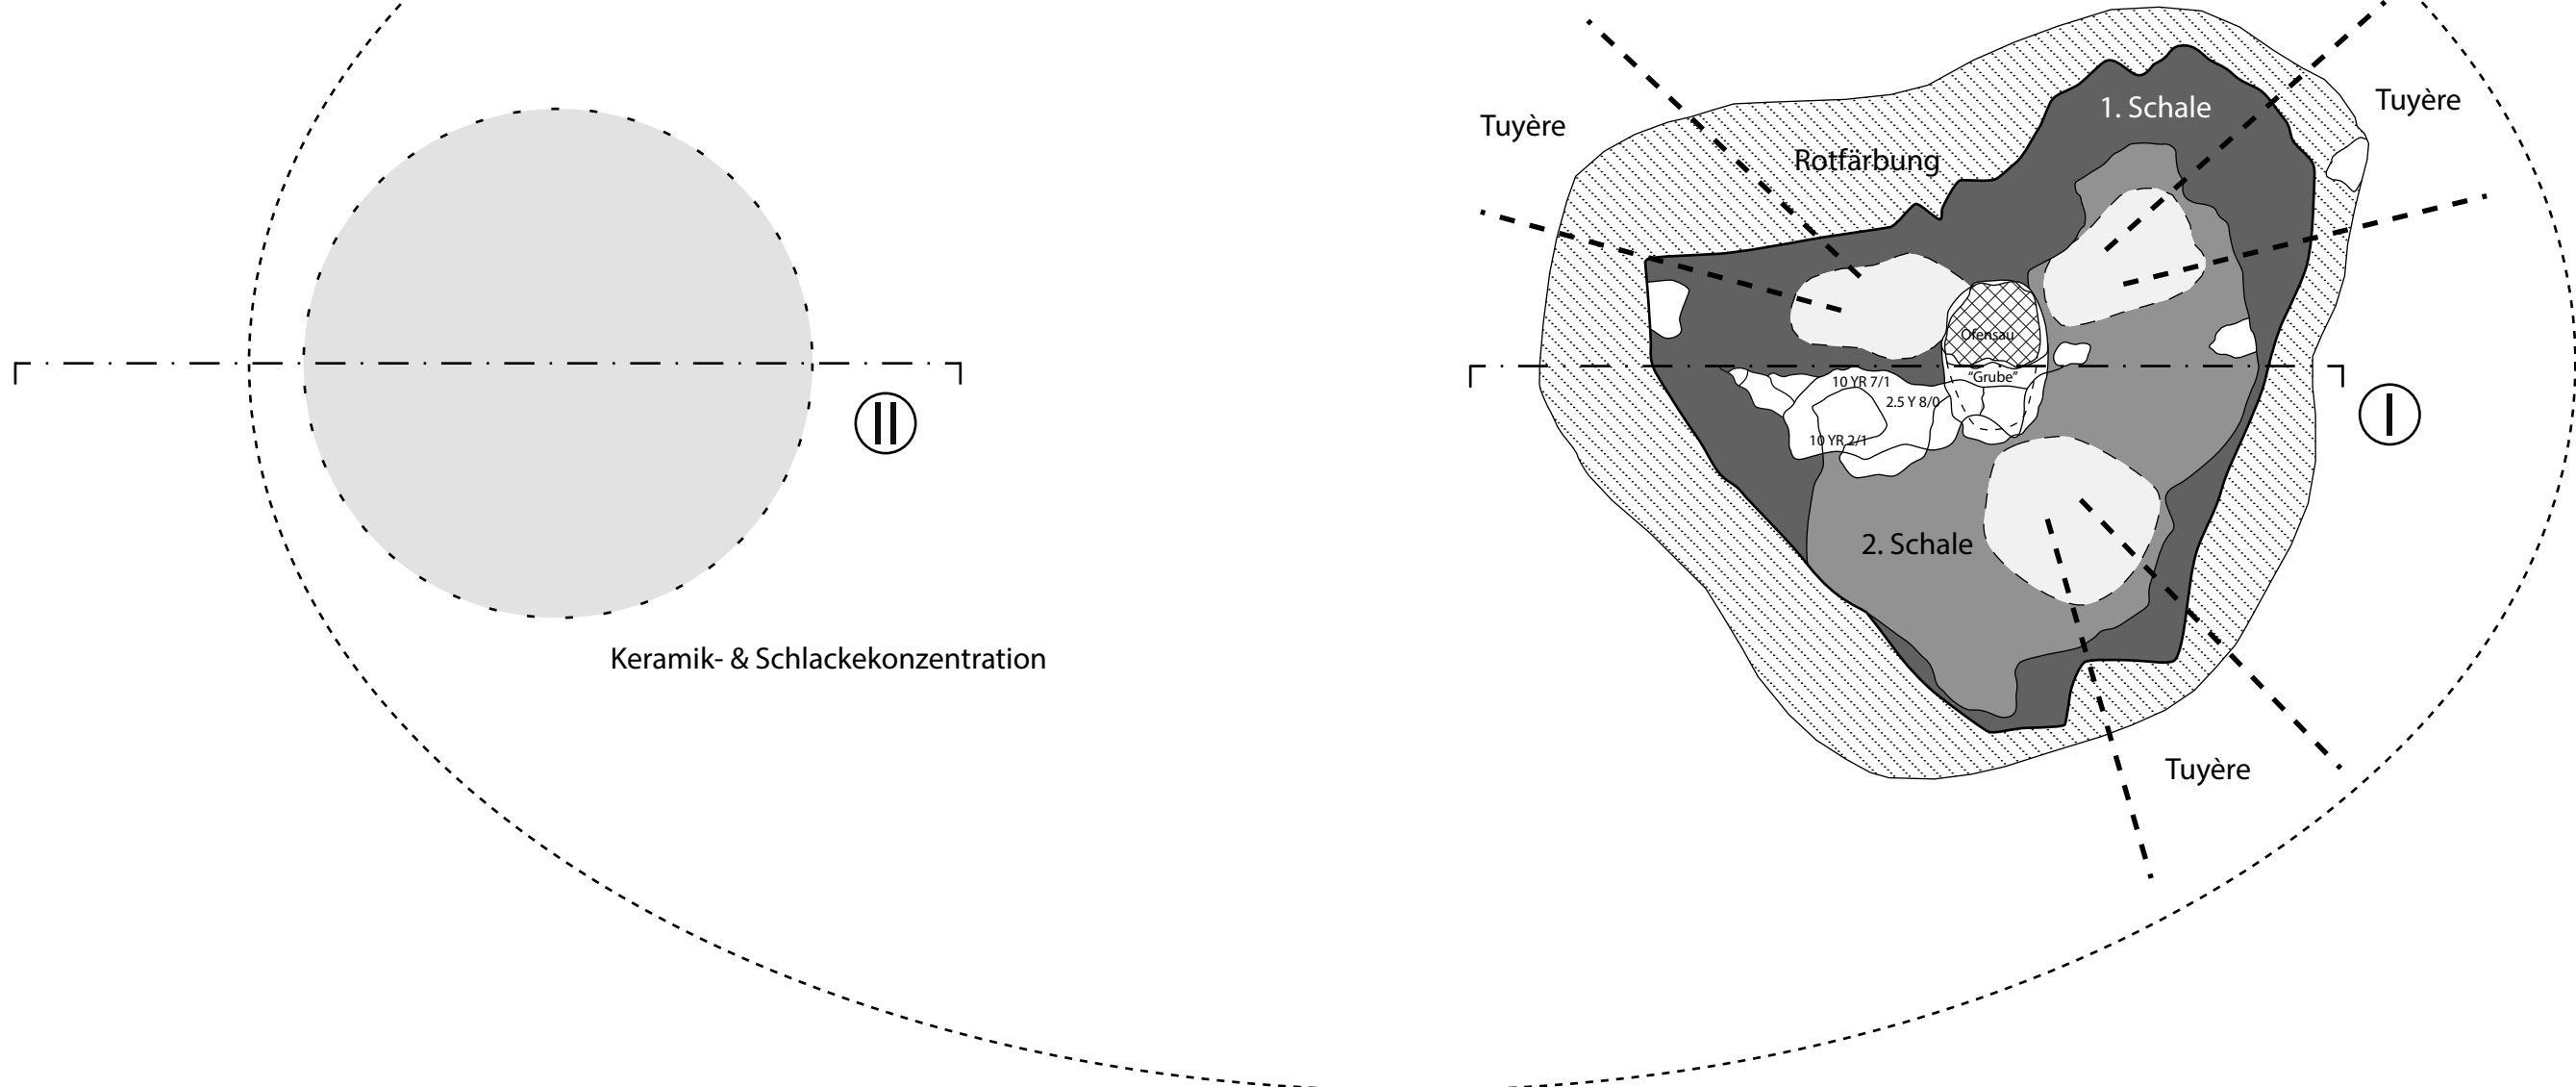 Tuyère
Tuyère
1. Schale
Rotfärbung
Ofensau
"Grube"
10 YR 7/1
2.5 Y 8/0
10 YR 2/1
II
I
2. Schale
Keramik- & Schlackekonzentration
Tuyère